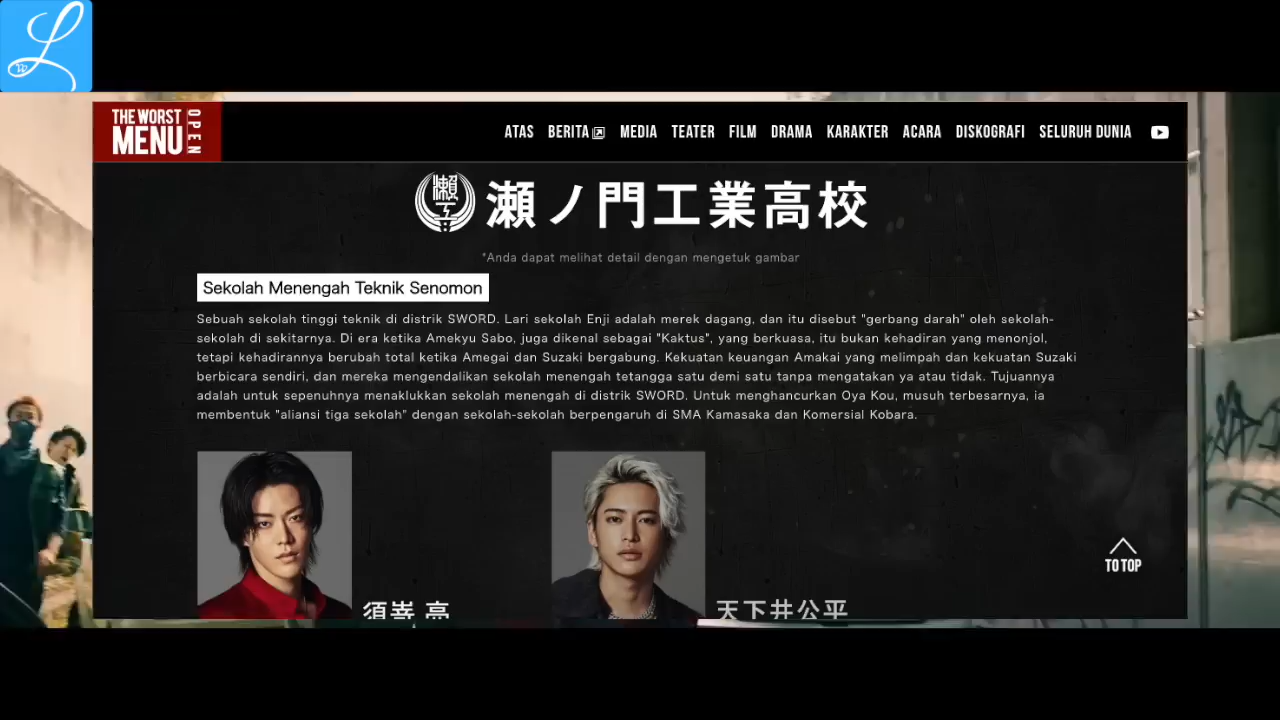 L
w
THE WORST
MENU
OPEN
ATAS BERITA MEDIA TEATER FILM DRAMA KARAKTER ACARA DISKOGRAFI SELURUH DUNIA
瀬ノ門工業高校
*Anda dapat melihat detail dengan mengetuk gambar
Sekolah Menengah Teknik Senomon
Sebuah sekolah tinggi teknik di distrik SWORD. Lari sekolah Enji adalah merek dagang, dan itu disebut "gerbang darah" oleh sekolah-
sekolah di sekitarnya. Di era ketika Amekyu Sabo, juga dikenal sebagai "Kaktus", yang berkuasa, itu bukan kehadiran yang menonjol,
tetapi kehadirannya berubah total ketika Amegai dan Suzaki bergabung. Kekuatan keuangan Amakai yang melimpah dan kekuatan Suzaki
berbicara sendiri, dan mereka mengendalikan sekolah menengah tetangga satu demi satu tanpa mengatakan ya atau tidak. Tujuannya
adalah untuk sepenuhnya menaklukkan sekolah menengah di distrik SWORD. Untuk menghancurkan Oya Kou, musuh terbesarnya, ia
membentuk "aliansi tiga sekolah" dengan sekolah-sekolah berpengaruh di SMA Kamasaka dan Komersial Kobara.
TO TOP
須嵜 亮
天下井公平